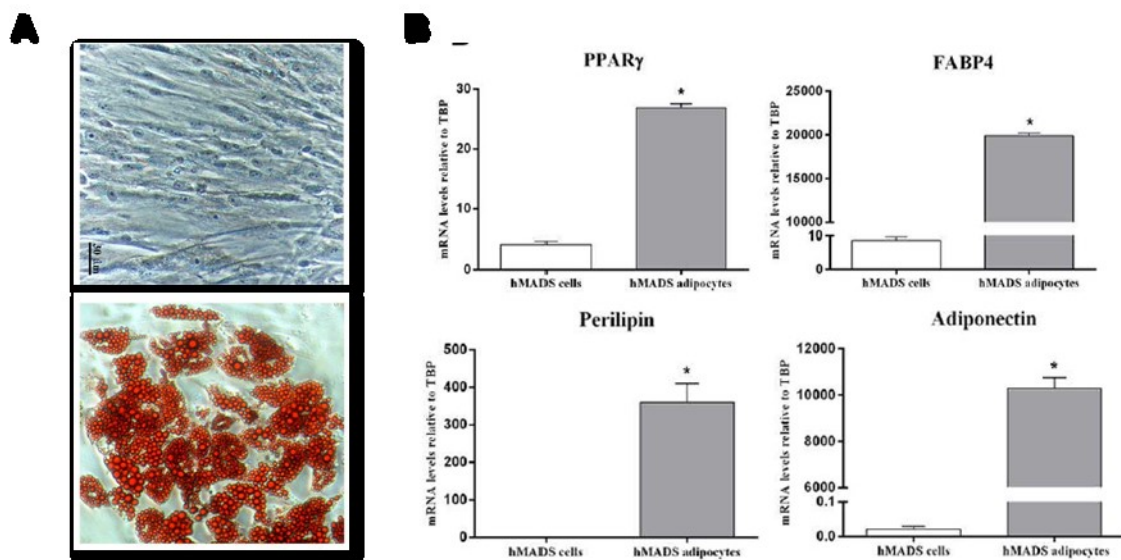 A
B
50 µm
PPARγ
mRNA levels relative to TBP
30
20
10
0
*
hMADS cells
hMADS adipocytes
FABP4
mRNA levels relative to TBP
25000
20000
15000
10000
10
0
*
hMADS cells
hMADS adipocytes
Perilipin
mRNA levels relative to TBP
500
400
300
200
100
0
*
hMADS cells
hMADS adipocytes
Adiponectin
mRNA levels relative to TBP
12000
10000
8000
6000
0.1
0.0
*
hMADS cells
hMADS adipocytes